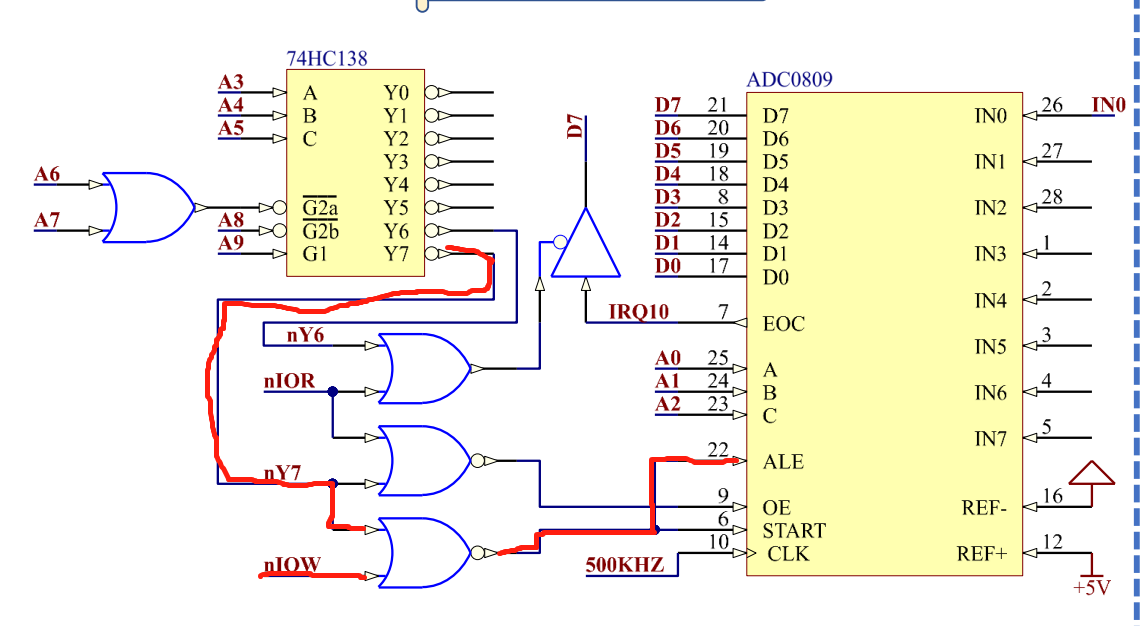 74HC138
A3 A Y0
A4 B Y1
A5 C Y2
Y3
Y4
A6
G2a Y5
A7 A8 G2b Y6
A9 G1 Y7
nY6
nIOR
nY7
nIOW
D7
IRQ10
500KHZ
ADC0809
D7 21 D7 IN0 26 IN0
D6 20 D6
D5 19 D5 IN1 27
D4 18 D4
D3 8 D3 IN2 28
D2 15 D2
D1 14 D1 IN3 1
D0 17 D0
IN4 2
7 EOC
IN5 3
A0 25 A
A1 24 B IN6 4
A2 23 C
IN7 5
22 ALE
9 OE REF- 16
6 START
10 CLK REF+ 12
+5V